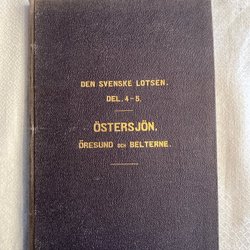 DEN SVENSKE LOTSEN.
DEL. 4-5.
ÖSTERSJÖN.
ÖRESUND OCH BELTERNE.